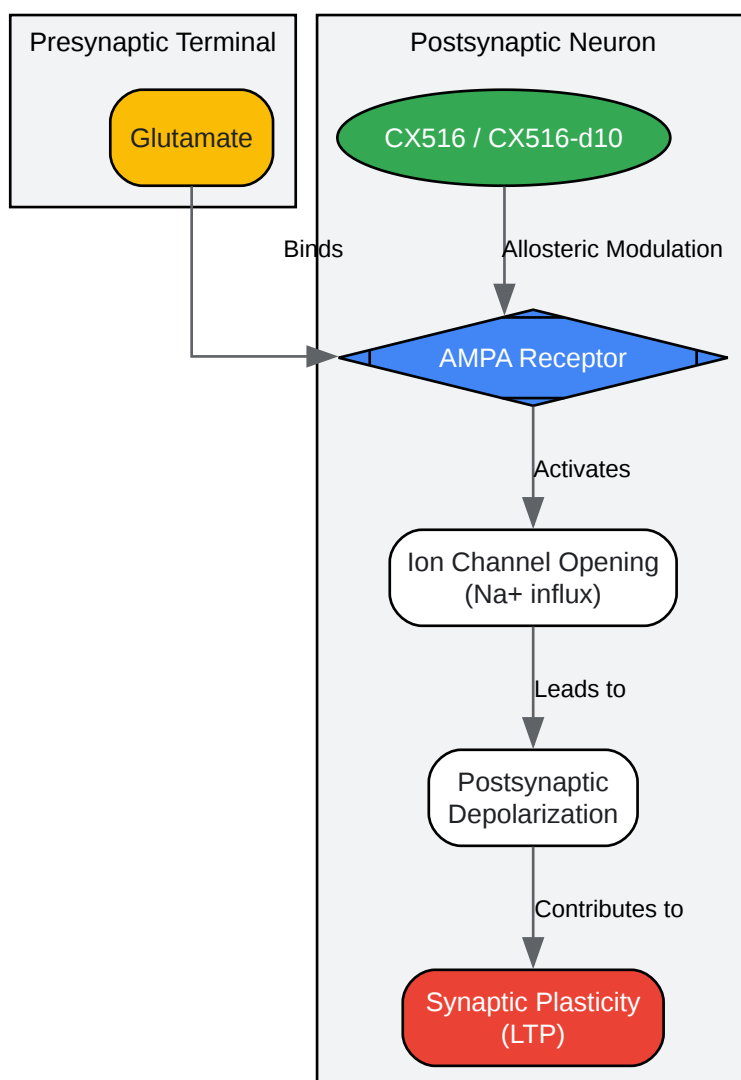 Presynaptic Terminal
Postsynaptic Neuron
Glutamate
CX516 / CX516-d10
Binds
Allosteric Modulation
AMPA Receptor
Activates
Ion Channel Opening
(Na+ influx)
Leads to
Postsynaptic
Depolarization
Contributes to
Synaptic Plasticity
(LTP)